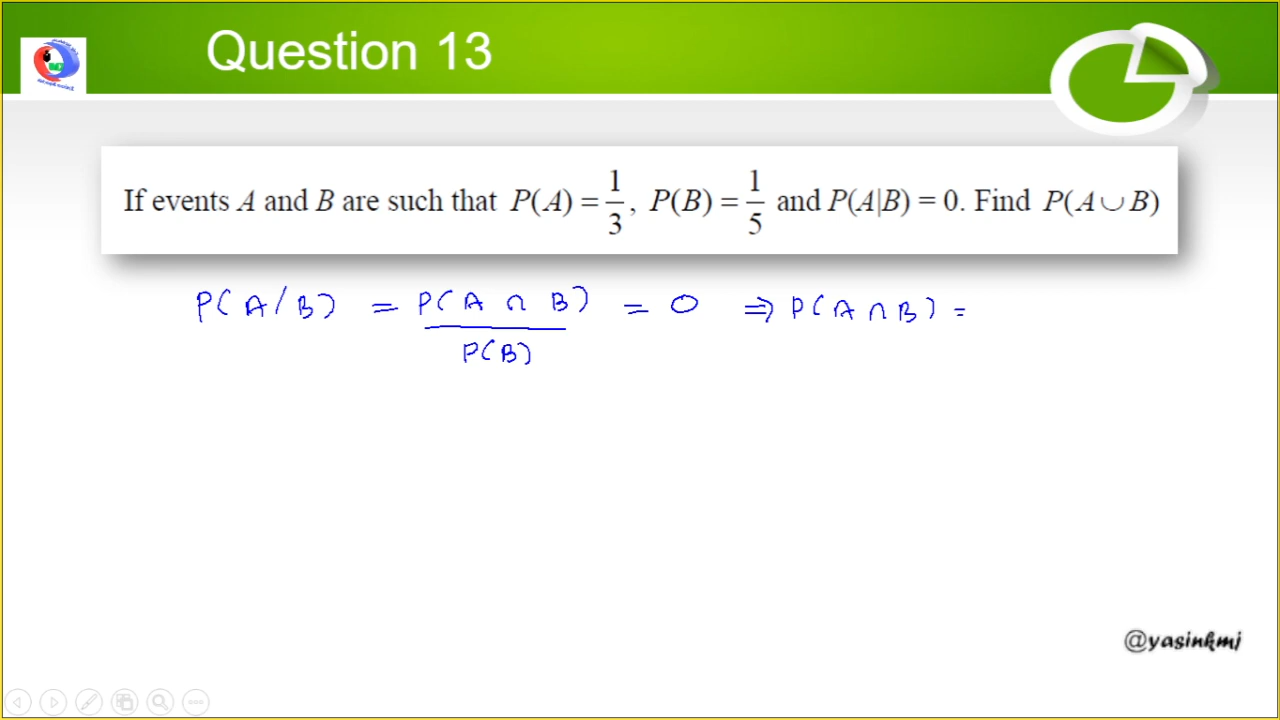 Question 13
If events A and B are such that P(A) = 1/3, P(B) = 1/5 and P(A|B) = 0. Find P(A ∪ B)
P(A/B) = P(A ∩ B)/P(B) = 0 ⇒ P(A ∩ B) =
@yasinkmj